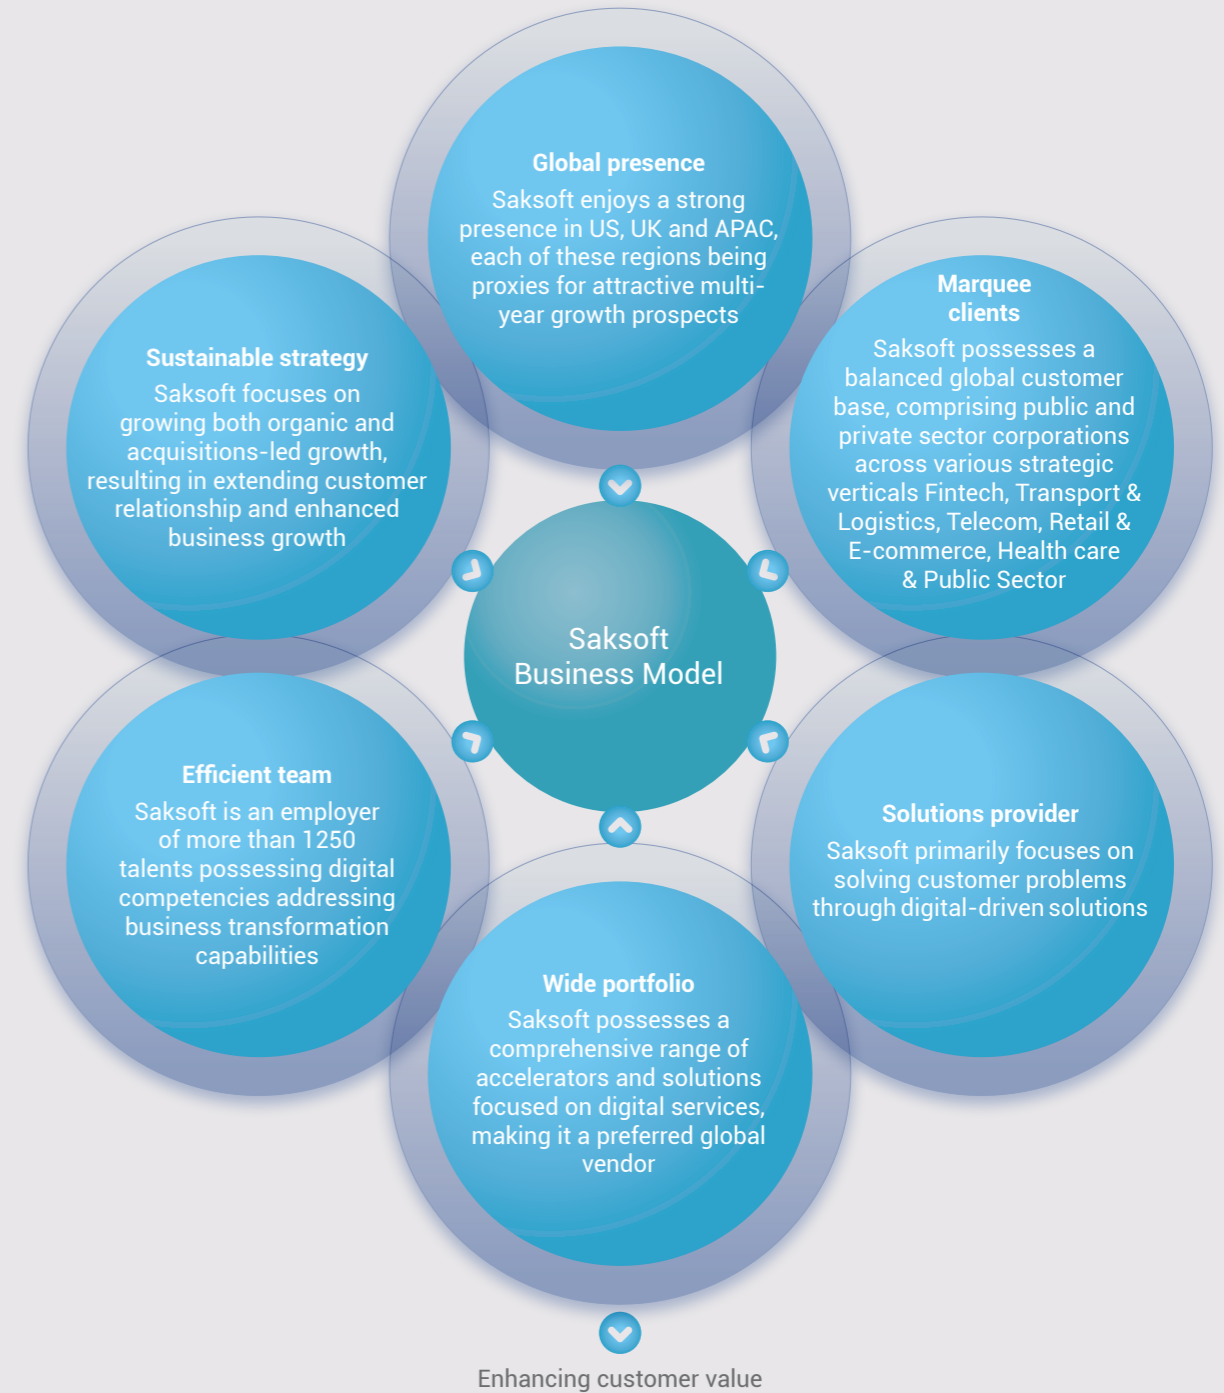 Global presence
Saksoft enjoys a strong
presence in US, UK and APAC,
each of these regions being
proxies for attractive multi-
year growth prospects
Marquee
clients
Saksoft possesses a
balanced global customer
base, comprising public and
private sector corporations
across various strategic
verticals Fintech, Transport &
Logistics, Telecom, Retail &
E-commerce, Health care
& Public Sector
Sustainable strategy
Saksoft focuses on
growing both organic and
acquisitions-led growth,
resulting in extending customer
relationship and enhanced
business growth
Saksoft
Business Model
Efficient team
Saksoft is an employer
of more than 1250
talents possessing digital
competencies addressing
business transformation
capabilities
Solutions provider
Saksoft primarily focuses on
solving customer problems
through digital-driven solutions
Wide portfolio
Saksoft possesses a
comprehensive range of
accelerators and solutions
focused on digital services,
making it a preferred global
vendor
Enhancing customer value